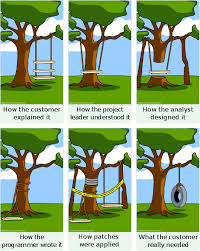 How the customer
explained it
How the project
leader understood it
How the analyst
designed it
How the
programmer wrote it
How patches
were applied
What the customer
really needed